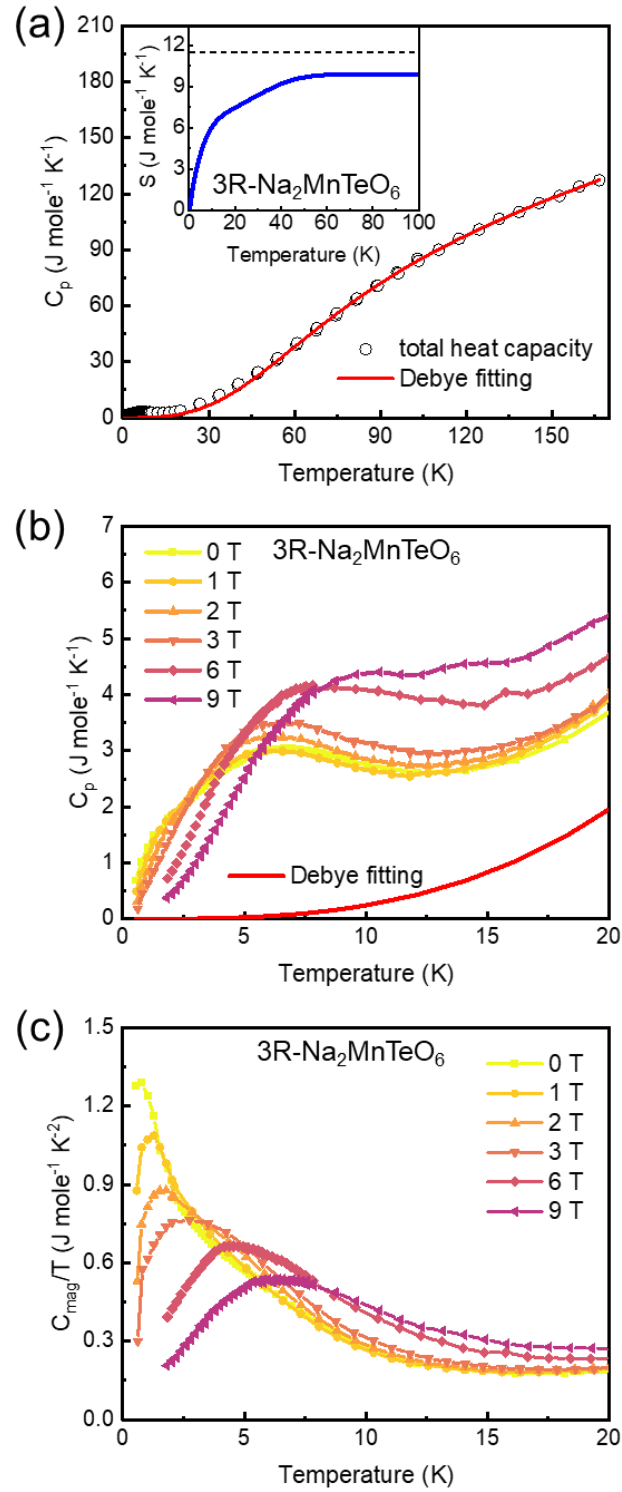 (a)
210
180
150
120
90
60
30
0
C_p (J mole⁻¹ K⁻¹)
12
9
6
3
0
S (J mole⁻¹ K⁻¹)
3R-Na₂MnTeO₆
0 20 40 60 80 100
Temperature (K)
total heat capacity
Debye fitting
0 30 60 90 120 150
Temperature (K)
(b)
7
6
5
4
3
2
1
0
C_p (J mole⁻¹ K⁻¹)
3R-Na₂MnTeO₆
0 T
1 T
2 T
3 T
6 T
9 T
Debye fitting
0 5 10 15 20
Temperature (K)
(c)
1.5
1.2
0.9
0.6
0.3
0.0
C_mag/T (J mole⁻¹ K⁻²)
3R-Na₂MnTeO₆
0 T
1 T
2 T
3 T
6 T
9 T
0 5 10 15 20
Temperature (K)